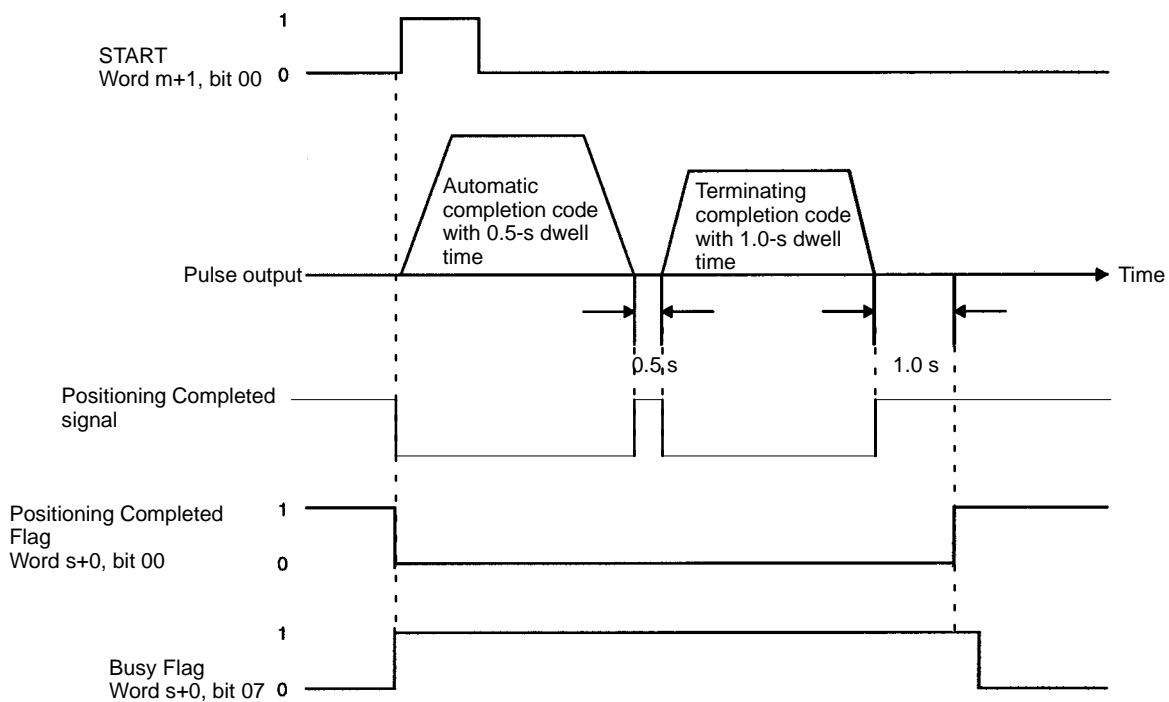 1
START
Word m+1, bit 00
0
Automatic
completion code
with 0.5-s dwell
time
Terminating
completion code
with 1.0-s dwell
time
Pulse output
Time
0.5 s
1.0 s
Positioning Completed
signal
1
Positioning Completed
Flag
Word s+0, bit 00
0
1
Busy Flag
Word s+0, bit 07
0